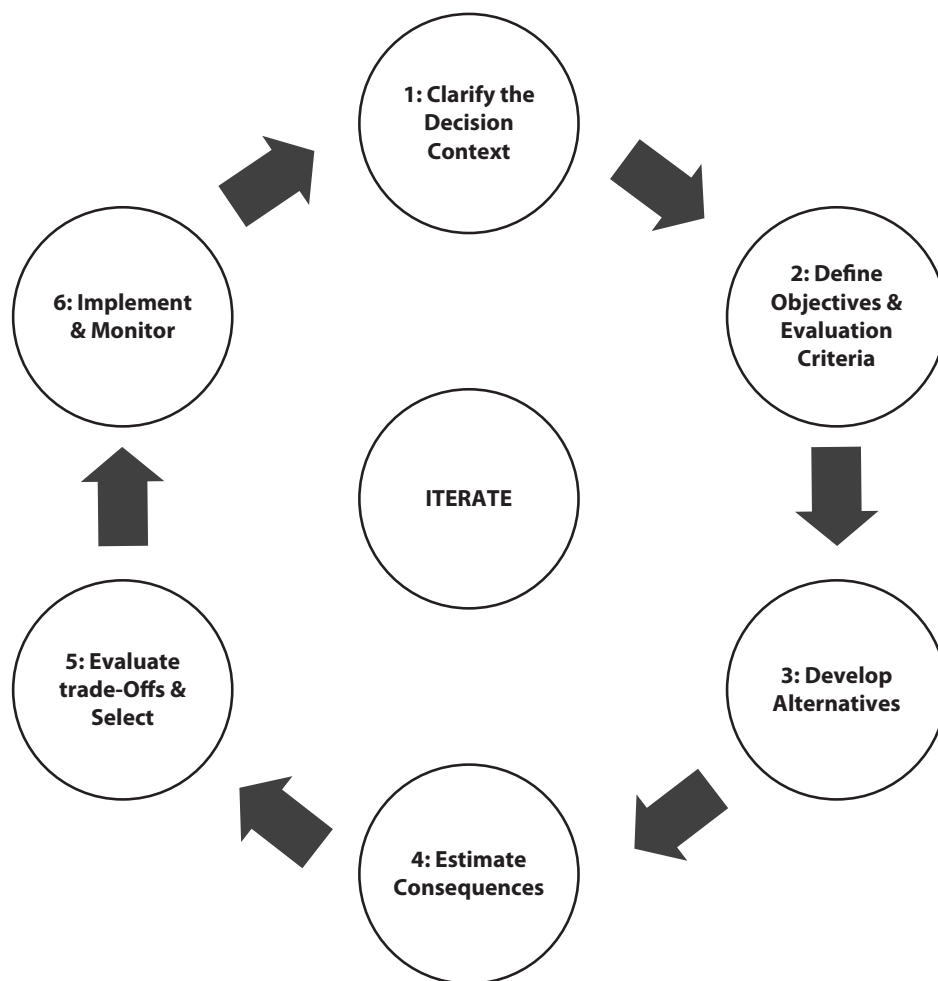 1: Clarify the
Decision
Context
2: Define
Objectives &
Evaluation
Criteria
3: Develop
Alternatives
4: Estimate
Consequences
5: Evaluate
trade-Offs &
Select
6: Implement
& Monitor
ITERATE